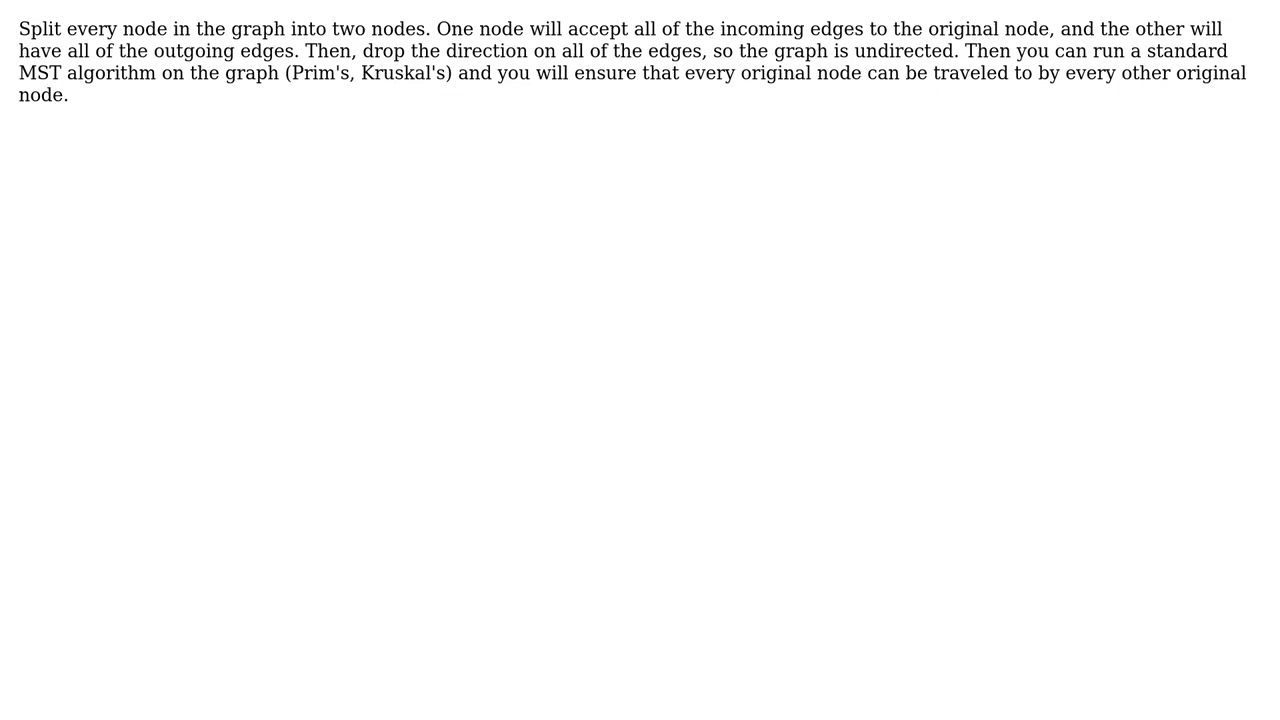 Split every node in the graph into two nodes. One node will accept all of the incoming edges to the original node, and the other will
have all of the outgoing edges. Then, drop the direction on all of the edges, so the graph is undirected. Then you can run a standard
MST algorithm on the graph (Prim's, Kruskal's) and you will ensure that every original node can be traveled to by every other original
node.